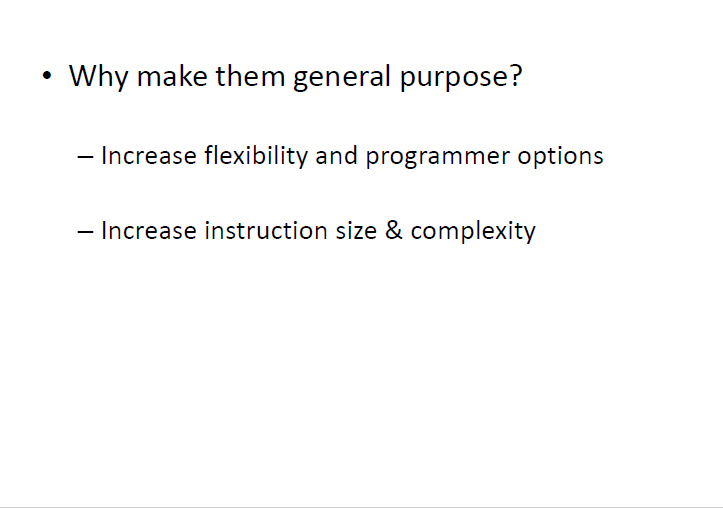 • Why make them general purpose?
– Increase flexibility and programmer options
– Increase instruction size & complexity